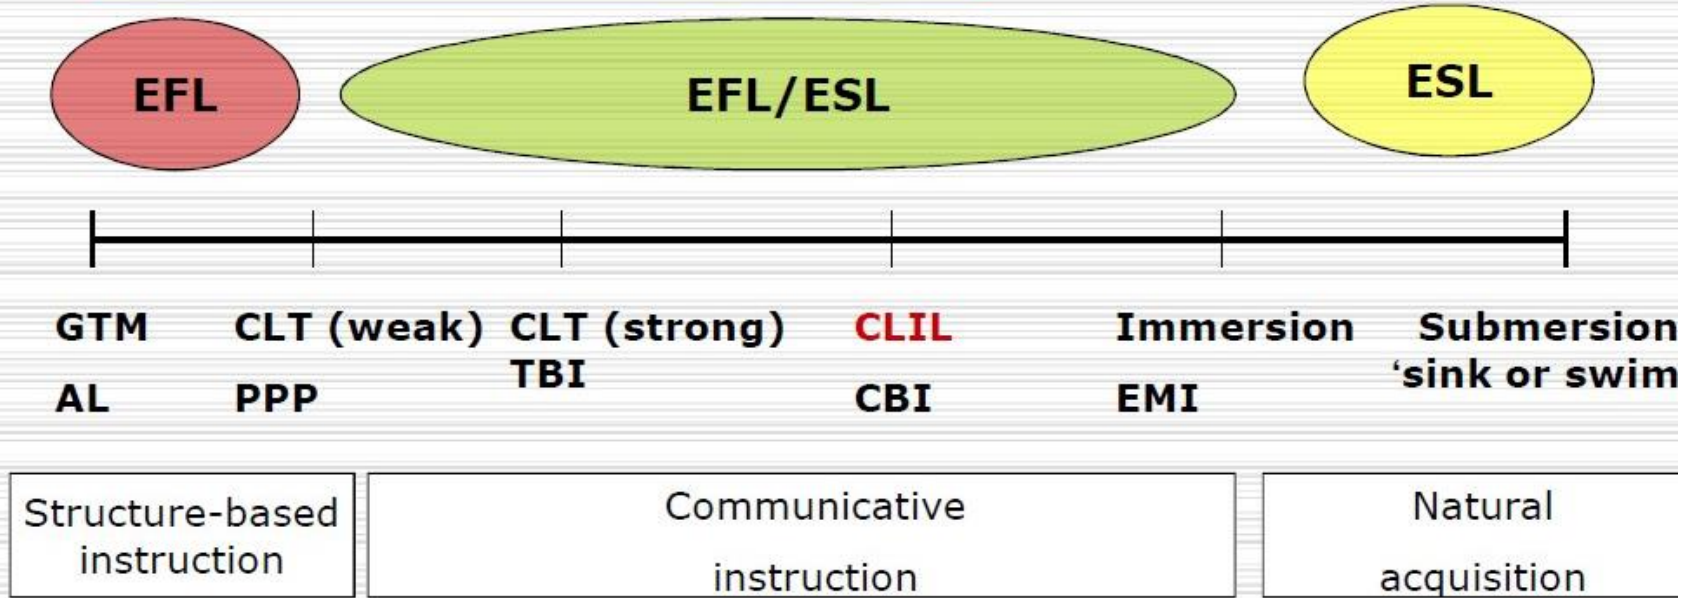 EFL
EFL/ESL
ESL
GTM
CLT (weak)
CLT (strong)
CLIL
Immersion
Submersion
TBI
‘sink or swim
AL
PPP
CBI
EMI
Structure-based
instruction
Communicative
instruction
Natural
acquisition